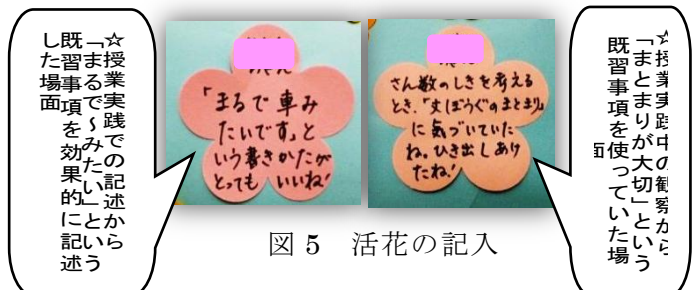 ☆授業実践での記述から
「まるで～みたい」という
既習事項を効果的に記述
した場面
「まるで車み
たいです」と
いう書きかたが
とってもいいね!
さん数のしきを考える
とき、「文ぼうぐのまとまり」
に気づいていた
ね。ひき出しあけ
たね!
☆授業実践中の観察から
「まとまりが大切」という
既習事項を使っていた場
面
図 5 活花の記入